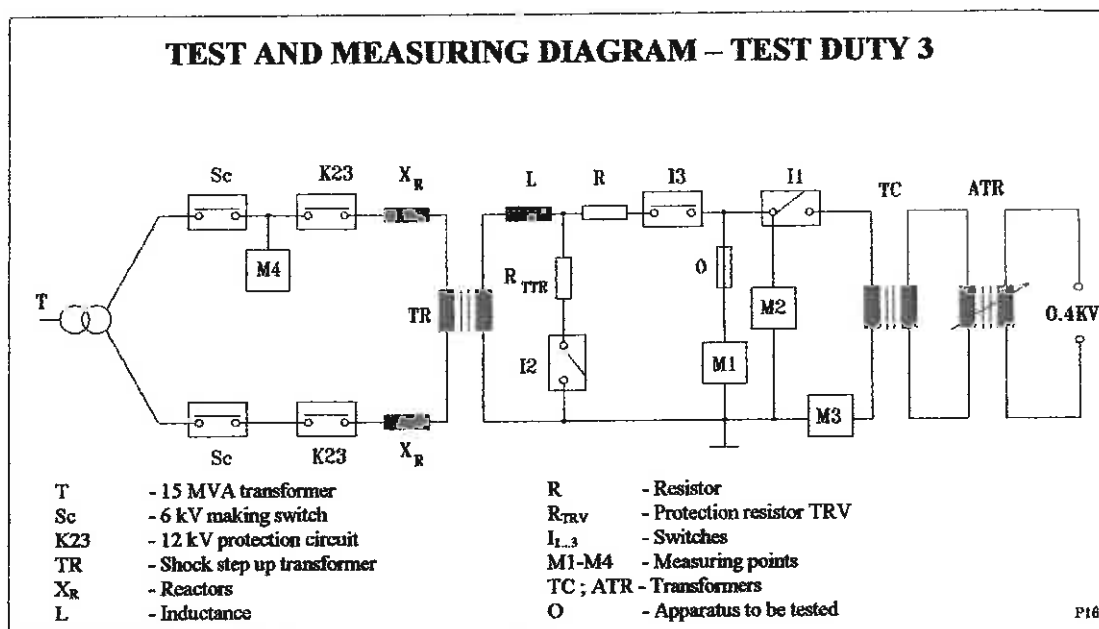 TEST AND MEASURING DIAGRAM – TEST DUTY 3
Sc K23 X_R L R I3 I1 TC ATR
M4 O
R_TTR M2
T TR 0.4KV
I2 M1
M3
Sc K23 X_R
T - 15 MVA transformer
Sc - 6 kV making switch
K23 - 12 kV protection circuit
TR - Shock step up transformer
X_R - Reactors
L - Inductance
R - Resistor
R_TRV - Protection resistor TRV
I_1...3 - Switches
M1-M4 - Measuring points
TC ; ATR - Transformers
O - Apparatus to be tested
P16